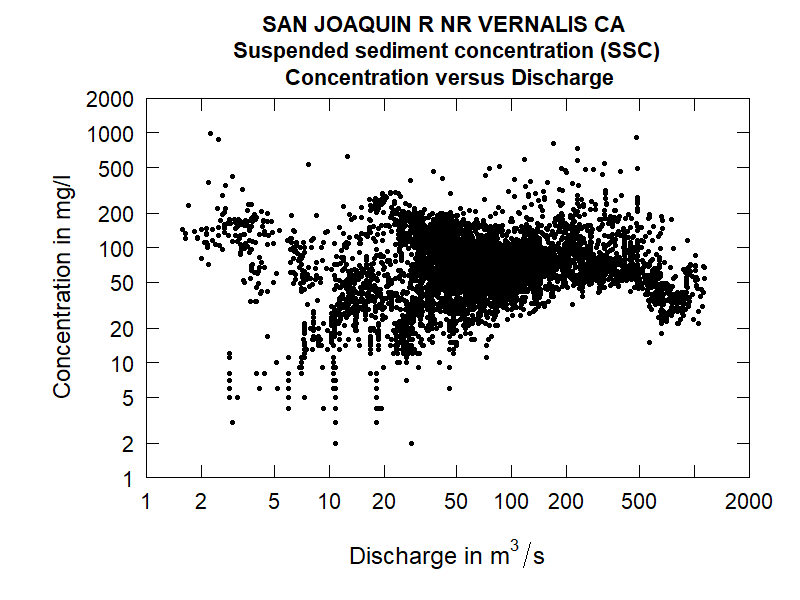 SAN JOAQUIN R NR VERNALIS CA
Suspended sediment concentration (SSC)
Concentration versus Discharge
2000
1000
500
200
100
50
20
10
5
2
1
Concentration in mg/l
1 2 5 10 20 50 100 200 500 2000
Discharge in m³/s